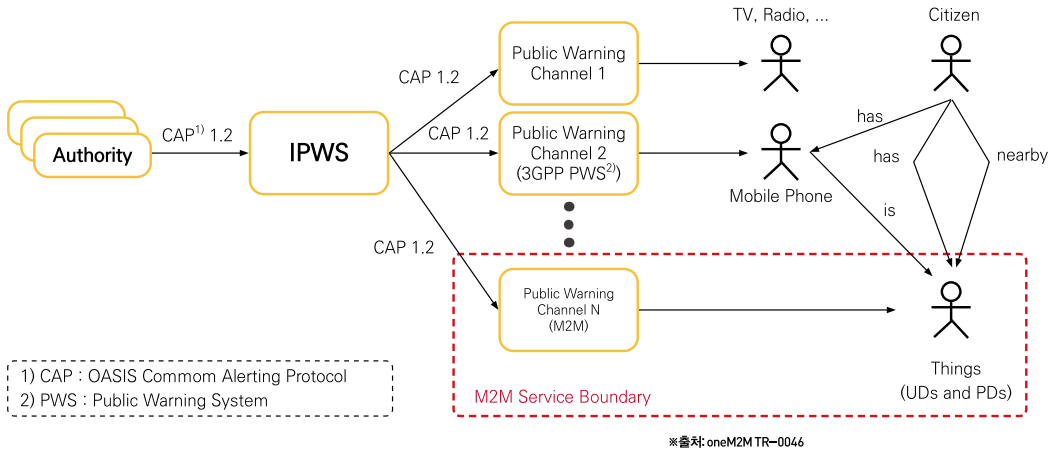 TV, Radio, ...
Citizen
Public Warning
Channel 1
CAP 1.2
has
Authority
CAP1) 1.2
IPWS
CAP 1.2
Public Warning
Channel 2
(3GPP PWS2))
has
nearby
Mobile Phone
is
CAP 1.2
Public Warning
Channel N
(M2M)
Things
(UDs and PDs)
M2M Service Boundary
1) CAP : OASIS Commom Alerting Protocol
2) PWS : Public Warning System
※출처: oneM2M TR-0046